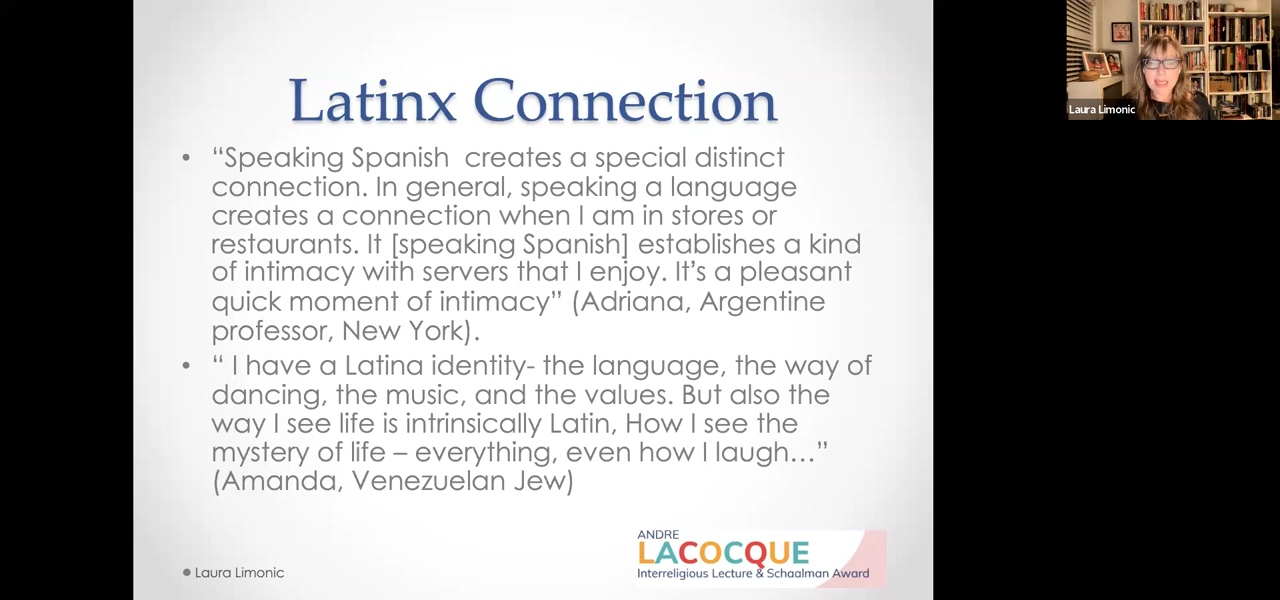 Latinx Connection
• “Speaking Spanish  creates a special distinct
connection. In general, speaking a language
creates a connection when I am in stores or
restaurants. It [speaking Spanish] establishes a kind
of intimacy with servers that I enjoy. It’s a pleasant
quick moment of intimacy” (Adriana, Argentine
professor, New York).
• “ I have a Latina identity- the language, the way of
dancing, the music, and the values. But also the
way I see life is intrinsically Latin, How I see the
mystery of life – everything, even how I laugh…”
(Amanda, Venezuelan Jew)
ANDRE
LACOCQUE
Interreligious Lecture & Schaalman Award
• Laura Limonic
Laura Limonic